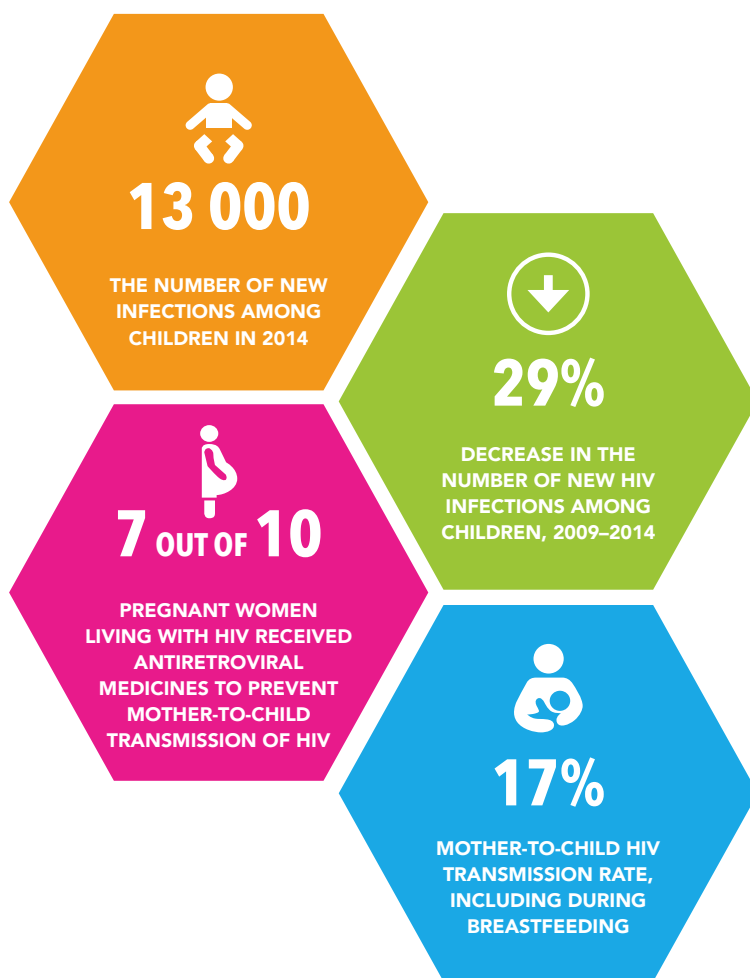 13 000
THE NUMBER OF NEW
INFECTIONS AMONG
CHILDREN IN 2014
29%
DECREASE IN THE
NUMBER OF NEW HIV
INFECTIONS AMONG
CHILDREN, 2009–2014
7 OUT OF 10
PREGNANT WOMEN
LIVING WITH HIV RECEIVED
ANTIRETROVIRAL
MEDICINES TO PREVENT
MOTHER-TO-CHILD
TRANSMISSION OF HIV
17%
MOTHER-TO-CHILD HIV
TRANSMISSION RATE,
INCLUDING DURING
BREASTFEEDING